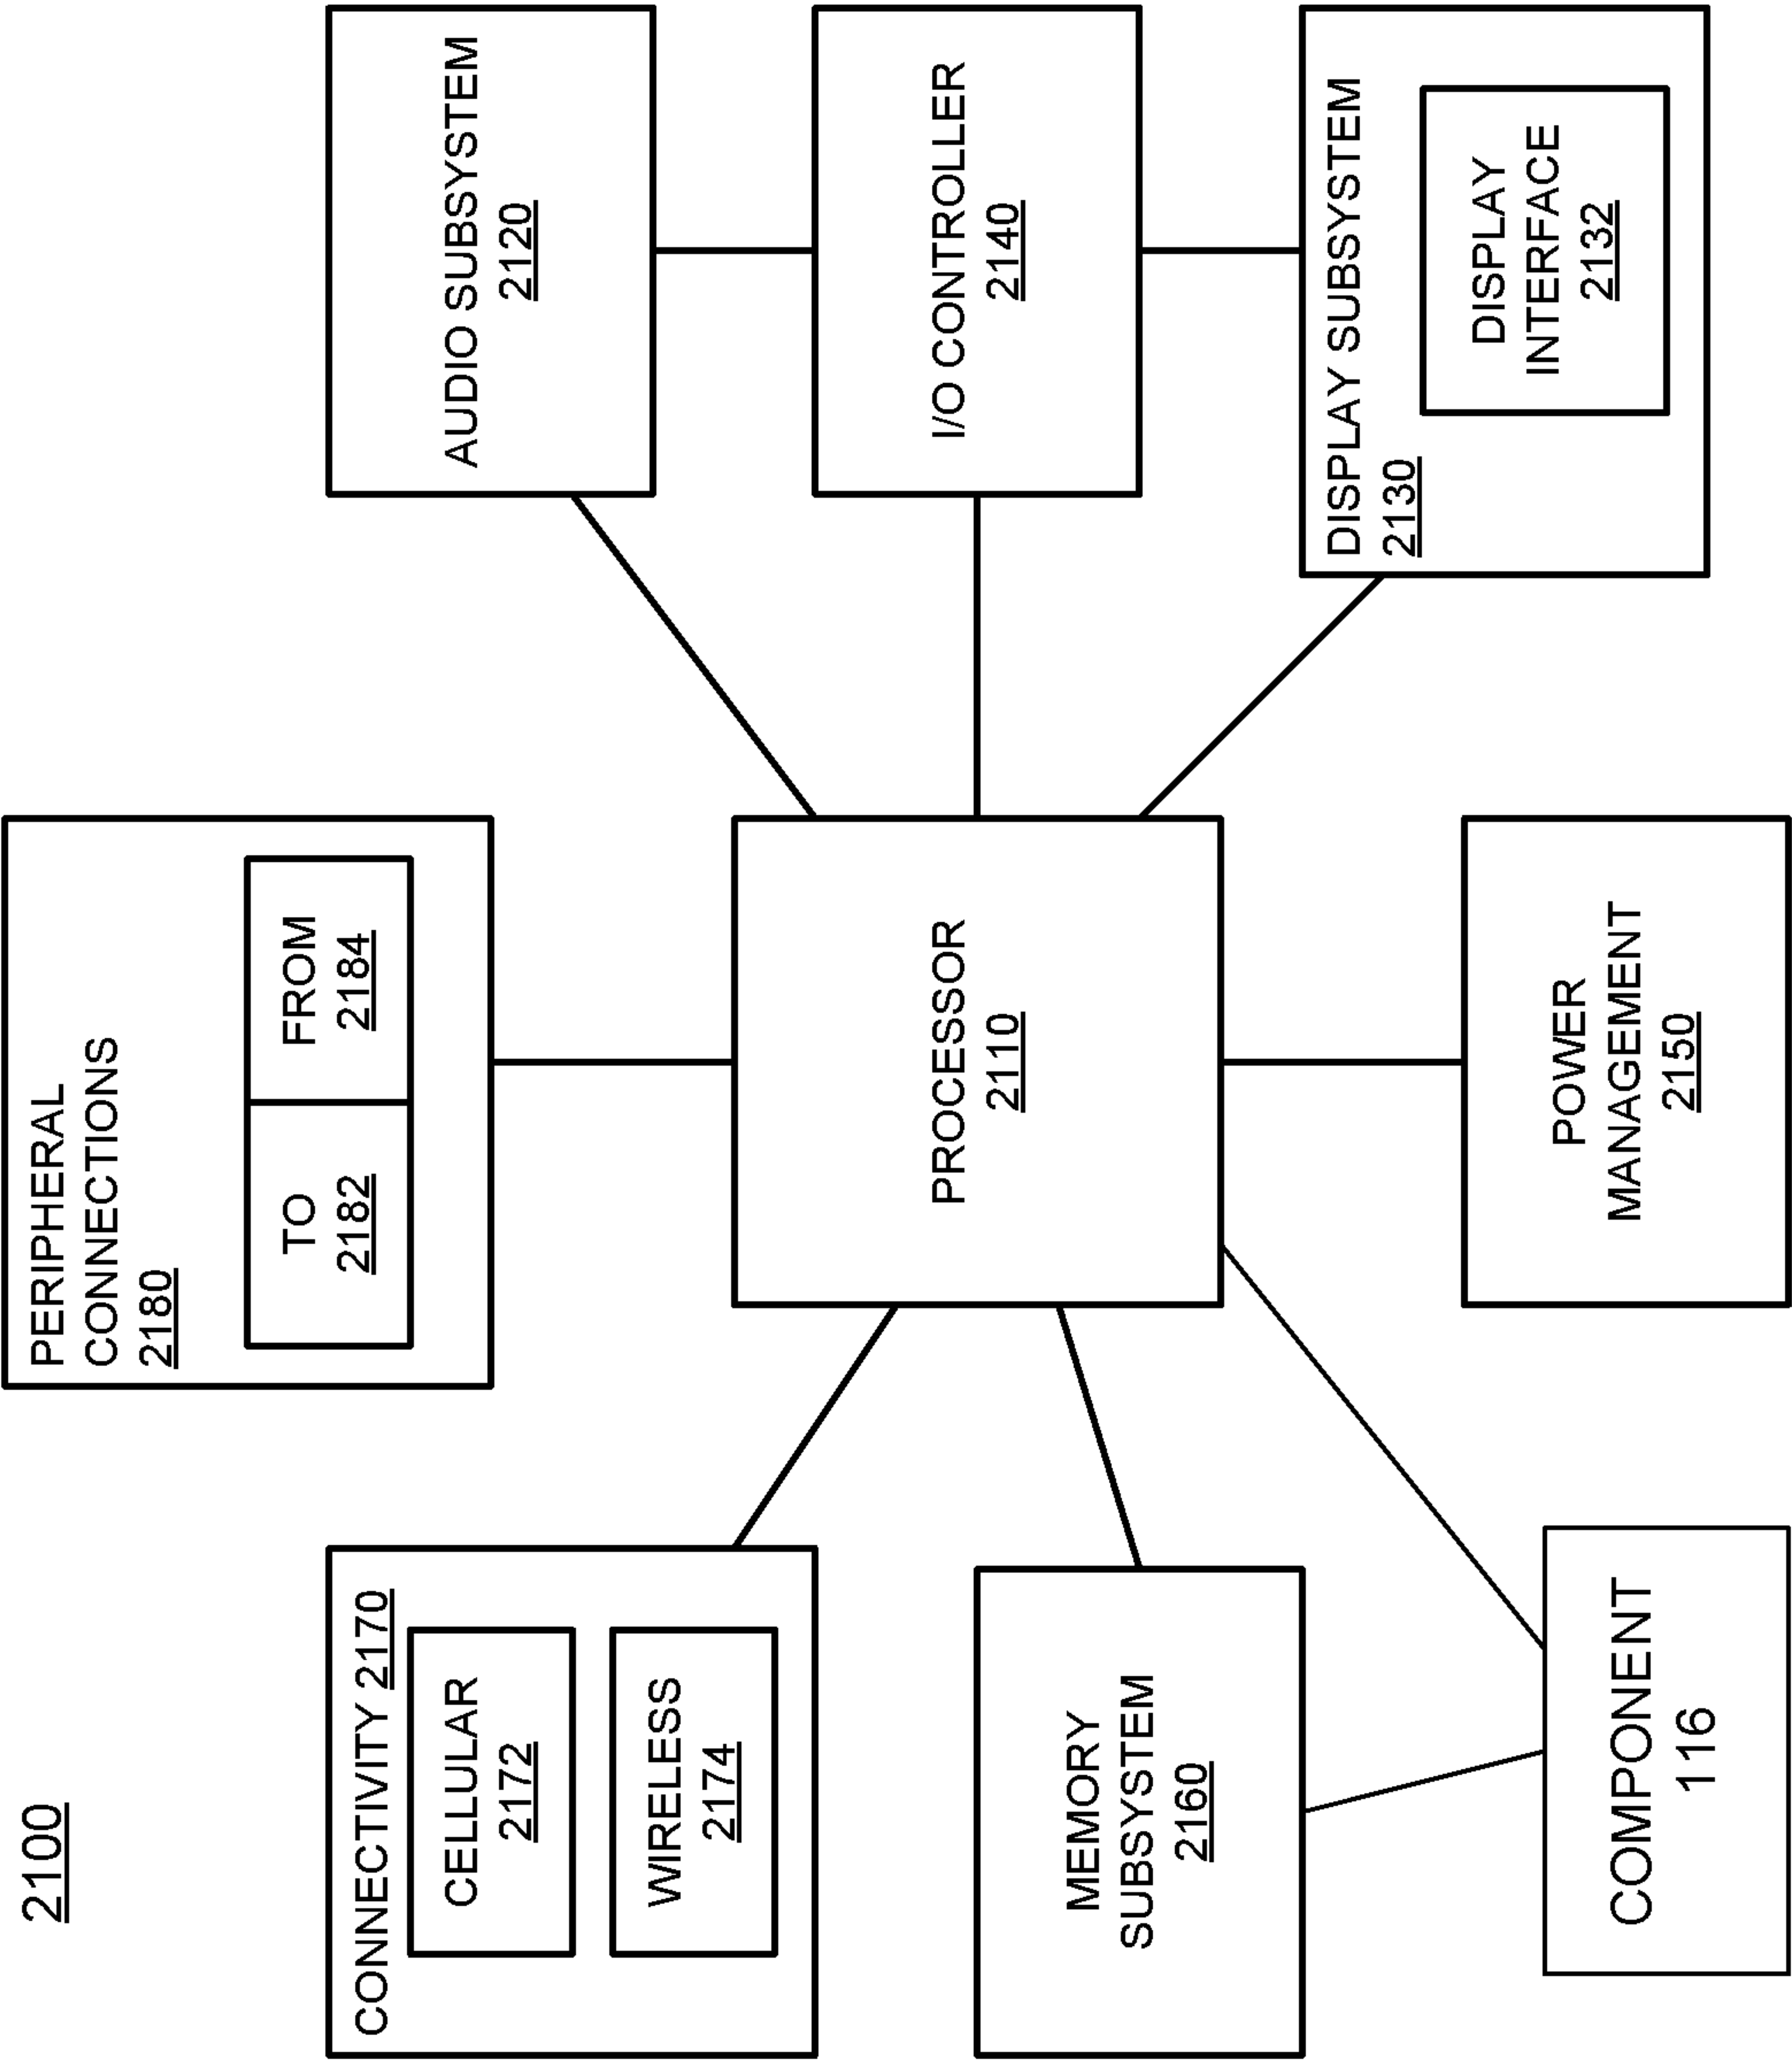 2100
PERIPHERAL
CONNECTIONS
2180
TO
2182
FROM
2184
CONNECTIVITY 2170
CELLULAR
2172
WIRELESS
2174
AUDIO SUBSYSTEM
2120
PROCESSOR
2110
I/O CONTROLLER
2140
MEMORY
SUBSYSTEM
2160
DISPLAY SUBSYSTEM
2130
DISPLAY
INTERFACE
2132
COMPONENT
116
POWER
MANAGEMENT
2150